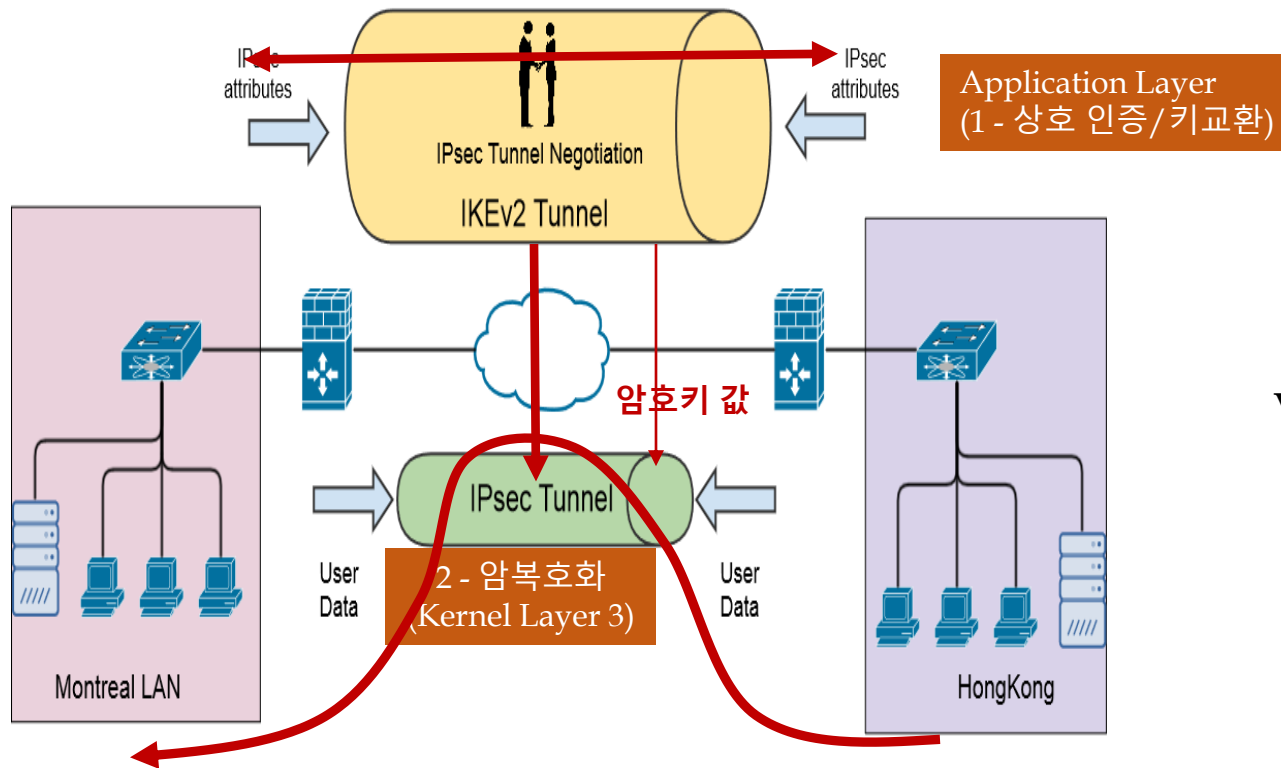 IPsec
attributes
IPsec
attributes
Application Layer
(1 - 상호 인증/키교환)
IPsec Tunnel Negotiation
IKEv2 Tunnel
암호키 값
IPsec Tunnel
User
Data
2 - 암복호화
(Kernel Layer 3)
User
Data
Montreal LAN
HongKong